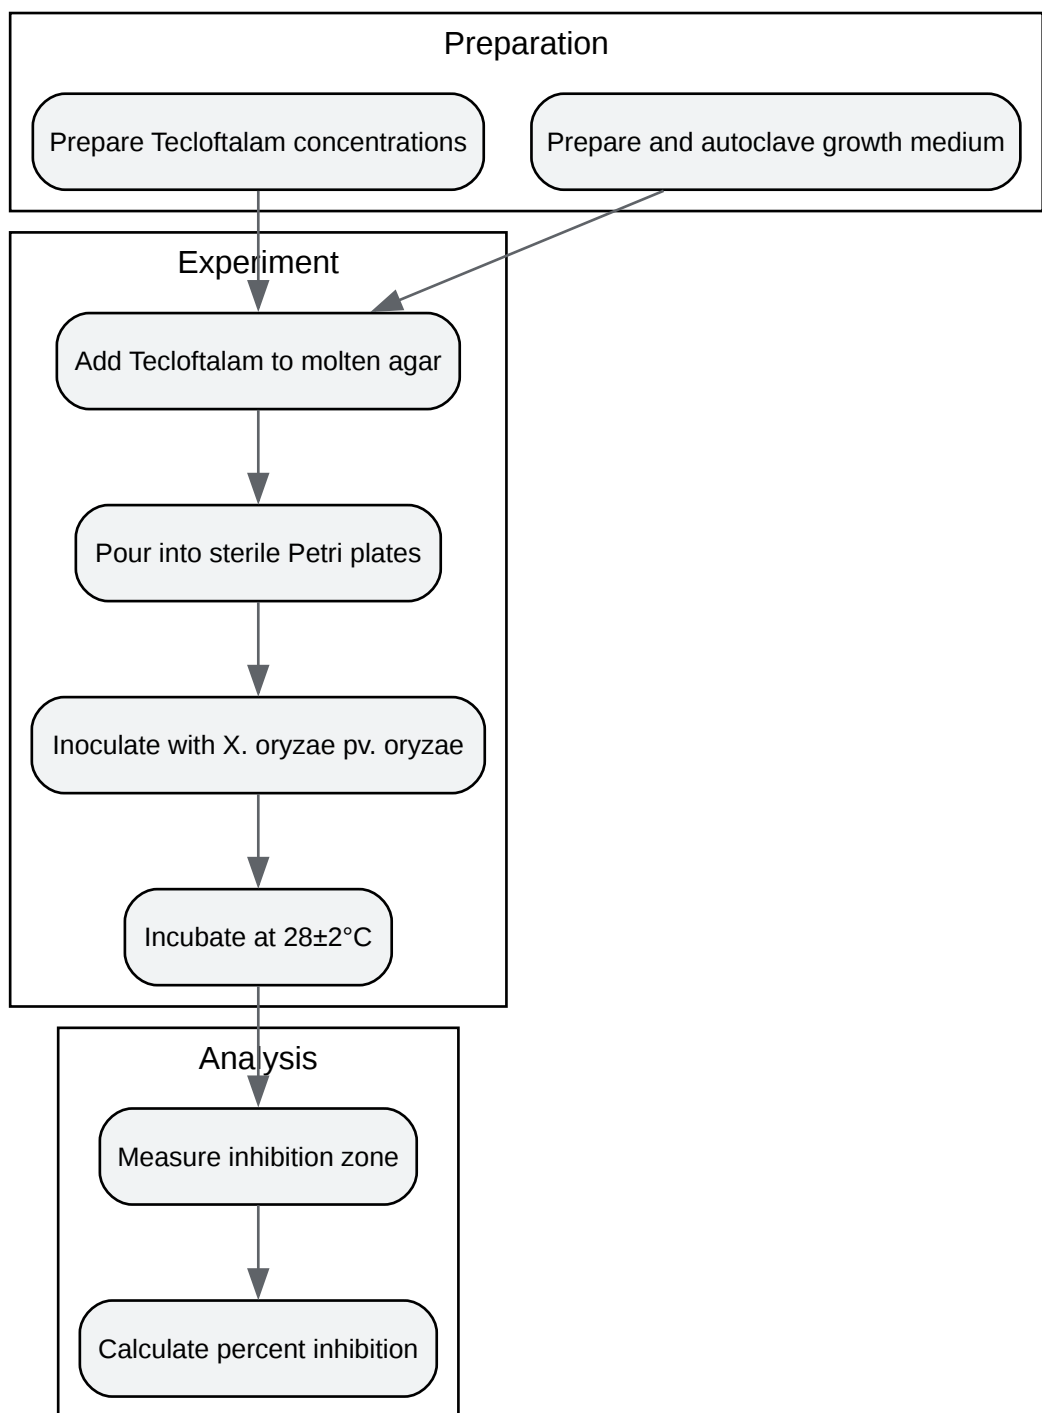 Preparation
Prepare Tecloftalam concentrations
Prepare and autoclave growth medium
Experiment
Add Tecloftalam to molten agar
Pour into sterile Petri plates
Inoculate with X. oryzae pv. oryzae
Incubate at 28±2°C
Analysis
Measure inhibition zone
Calculate percent inhibition